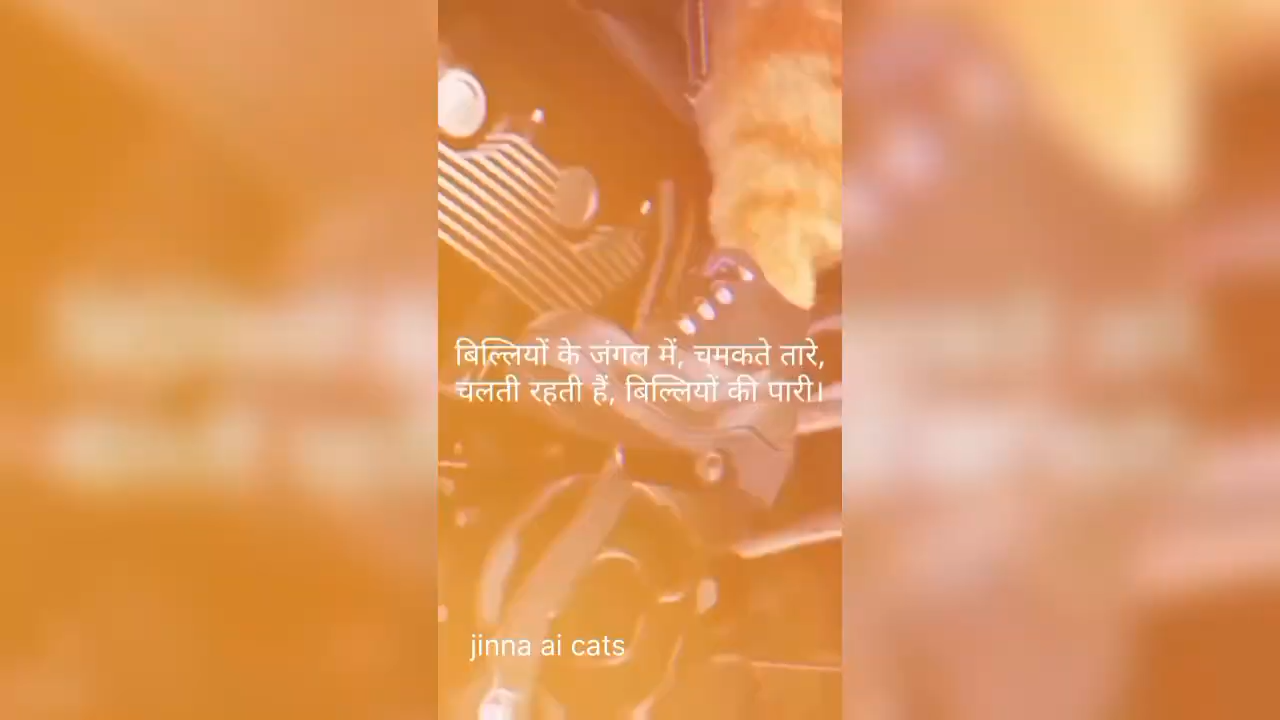 बिल्लियों के जंगल में, चमकते तारे,
चलती रहती हैं, बिल्लियों की पारी।
jinna ai cats